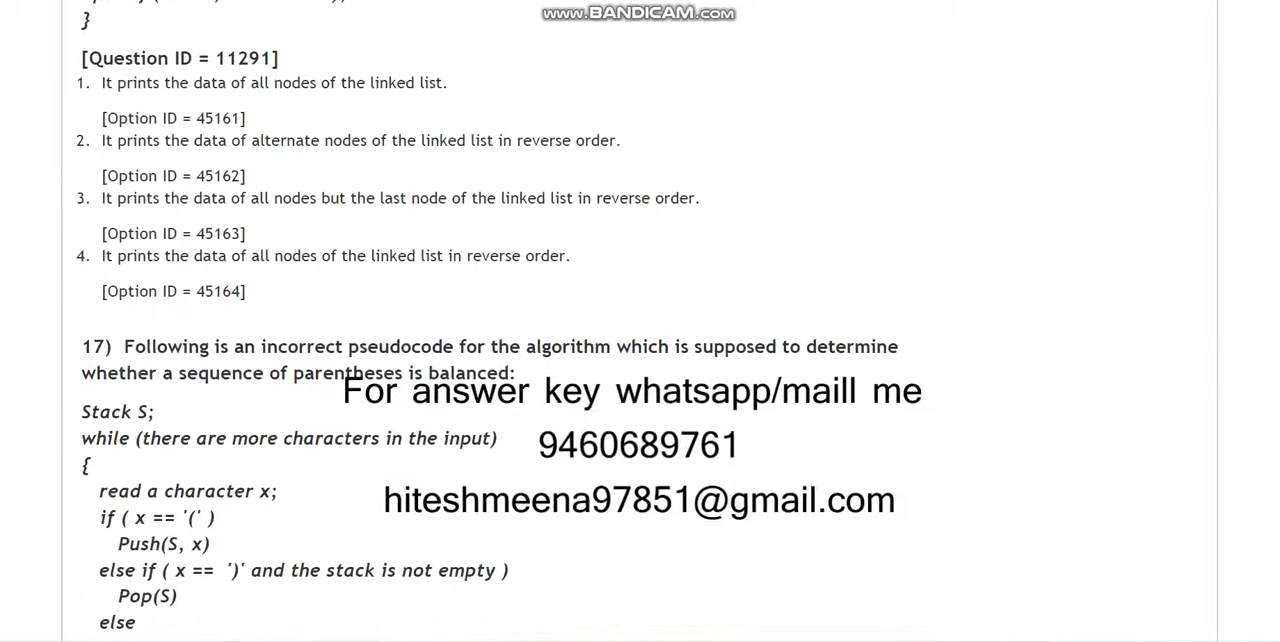 www.BANDICAM.com
}
[Question ID = 11291]
1. It prints the data of all nodes of the linked list.
[Option ID = 45161]
2. It prints the data of alternate nodes of the linked list in reverse order.
[Option ID = 45162]
3. It prints the data of all nodes but the last node of the linked list in reverse order.
[Option ID = 45163]
4. It prints the data of all nodes of the linked list in reverse order.
[Option ID = 45164]
17) Following is an incorrect pseudocode for the algorithm which is supposed to determine
whether a sequence of parentheses is balanced:
For answer key whatsapp/maill me
Stack S;
while (there are more characters in the input)
9460689761
{
read a character x;
hiteshmeena97851@gmail.com
if ( x == '(' )
Push(S, x)
else if ( x == ')' and the stack is not empty )
Pop(S)
else